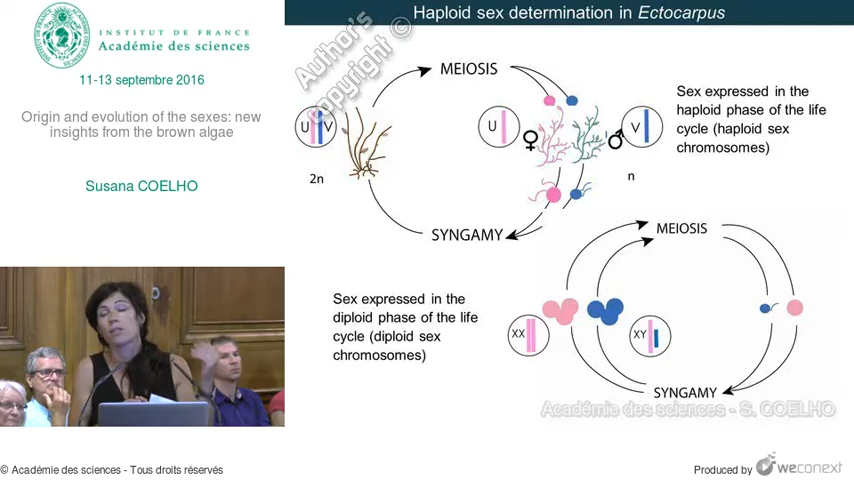 INSTITUT DE FRANCE
Académie des sciences
11-13 septembre 2016
Origin and evolution of the sexes: new
insights from the brown algae
Susana COELHO
Haploid sex determination in Ectocarpus
Author's
copyright ©
MEIOSIS
U V
2n
U
♀
♂
V
n
SYNGAMY
Sex expressed in the
haploid phase of the life
cycle (haploid sex
chromosomes)
Sex expressed in the
diploid phase of the life
cycle (diploid sex
chromosomes)
MEIOSIS
XX
XY
SYNGAMY
Académie des sciences - S. COELHO
© Académie des sciences - Tous droits réservés
Produced by weconext